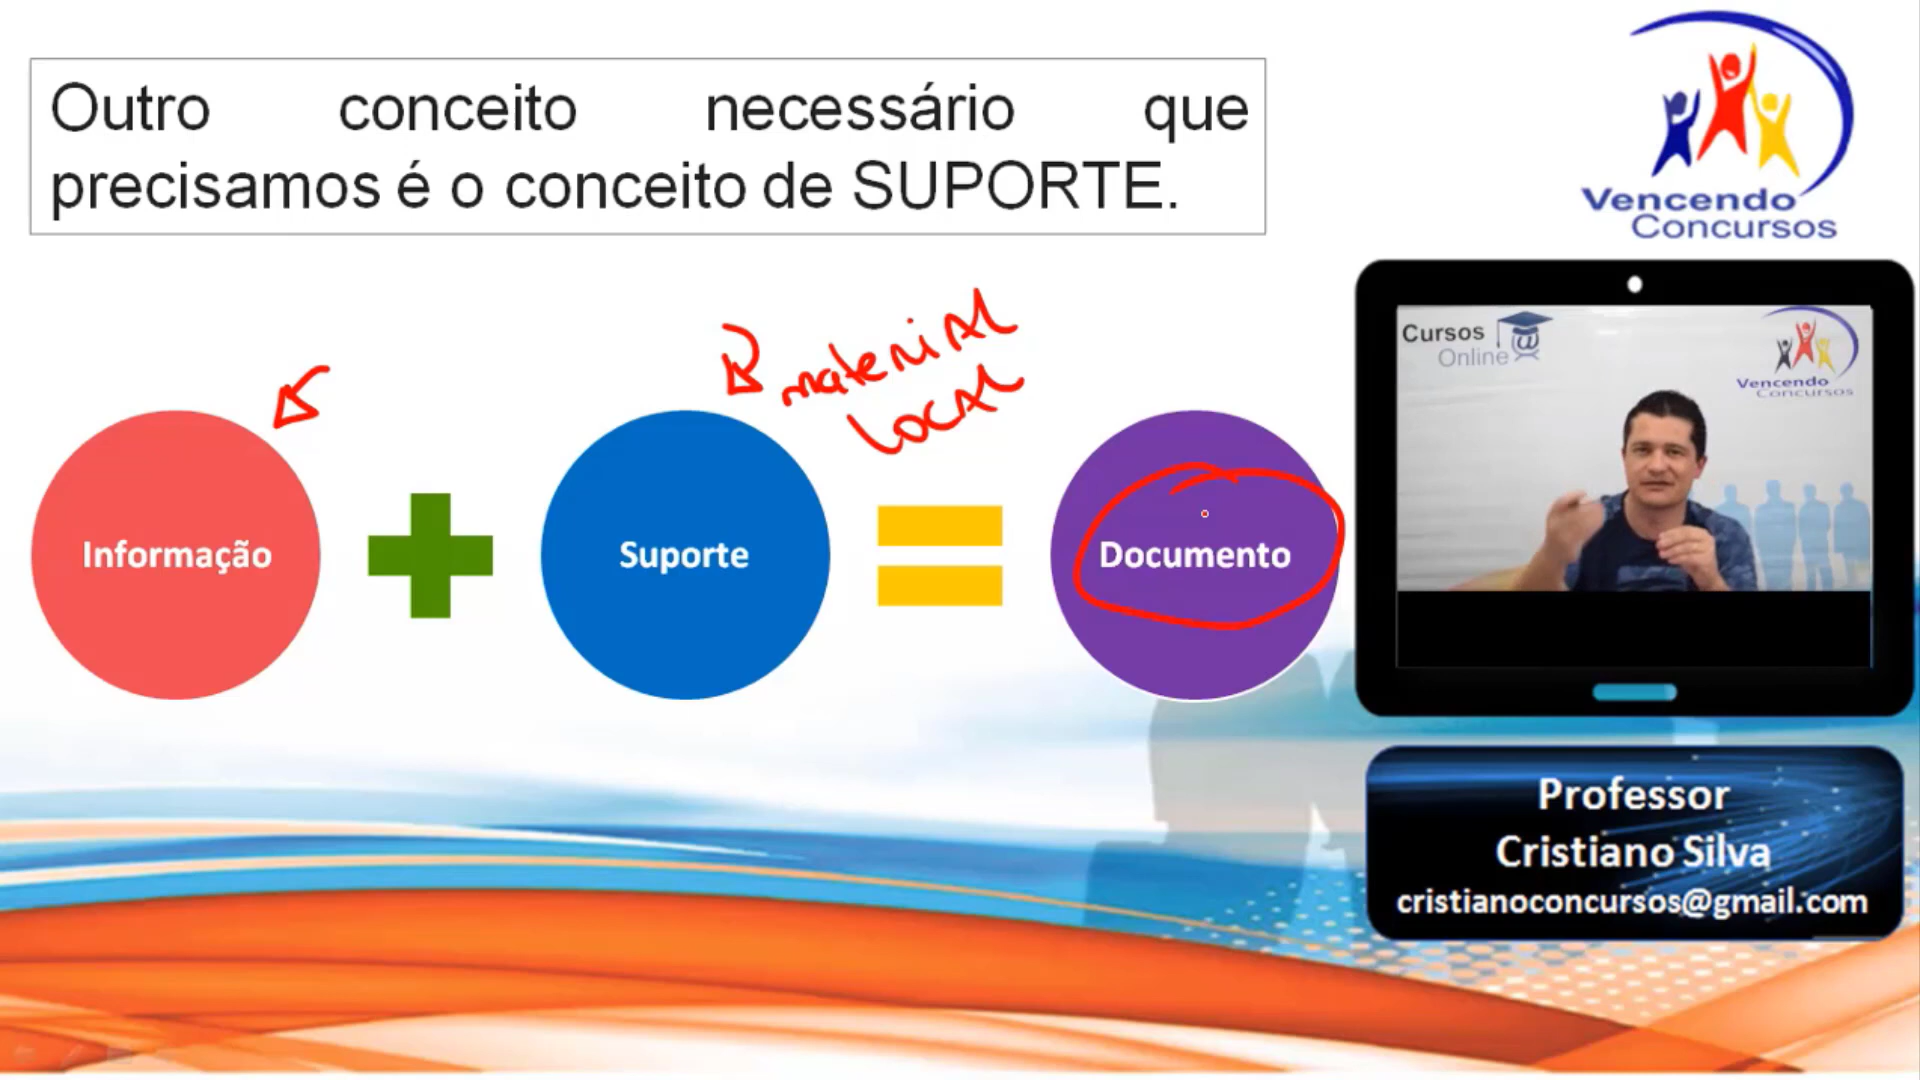 Outro conceito necessário que
precisamos é o conceito de SUPORTE.
Vencendo
Concursos
material
local
Informação
Suporte
Documento
Cursos
Online
Vencendo
Concursos
Professor
Cristiano Silva
cristianoconcursos@gmail.com